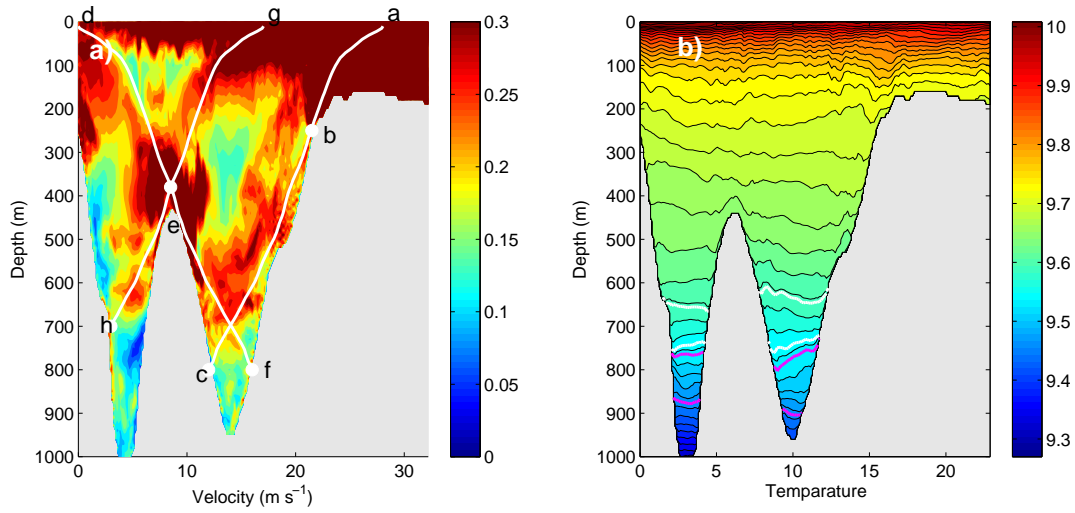 d g a
a)
b
e
h
c f
0
100
200
300
400
500
600
700
800
900
1000
Depth (m)
0 10 20 30
Velocity (m s−1)
0.3
0.25
0.2
0.15
0.1
0.05
0
b)
0
100
200
300
400
500
600
700
800
900
1000
Depth (m)
0 5 10 15 20
Temparature
10
9.9
9.8
9.7
9.6
9.5
9.4
9.3